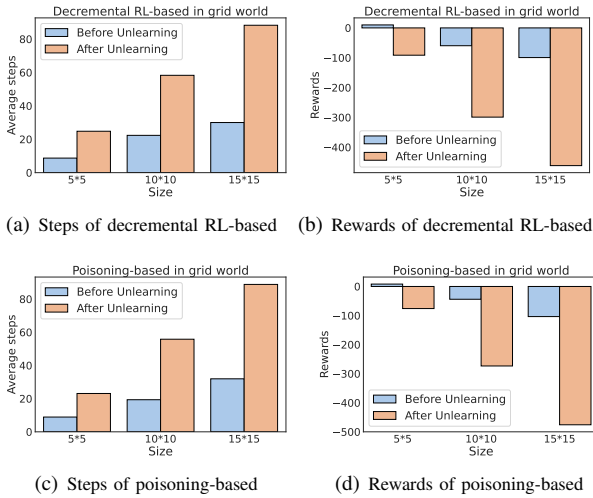 Decremental RL-based in grid world
Average steps
80
60
40
20
0
Before Unlearning
After Unlearning
5*5
10*10
15*15
Size
(a) Steps of decremental RL-based
Decremental RL-based in grid world
Rewards
0
−100
−200
−300
−400
Before Unlearning
After Unlearning
5*5
10*10
15*15
Size
(b) Rewards of decremental RL-based
Poisoning-based in grid world
Average steps
80
60
40
20
0
Before Unlearning
After Unlearning
5*5
10*10
15*15
Size
(c) Steps of poisoning-based
Poisoning-based in grid world
Rewards
0
−100
−200
−300
−400
−500
Before Unlearning
After Unlearning
5*5
10*10
15*15
Size
(d) Rewards of poisoning-based